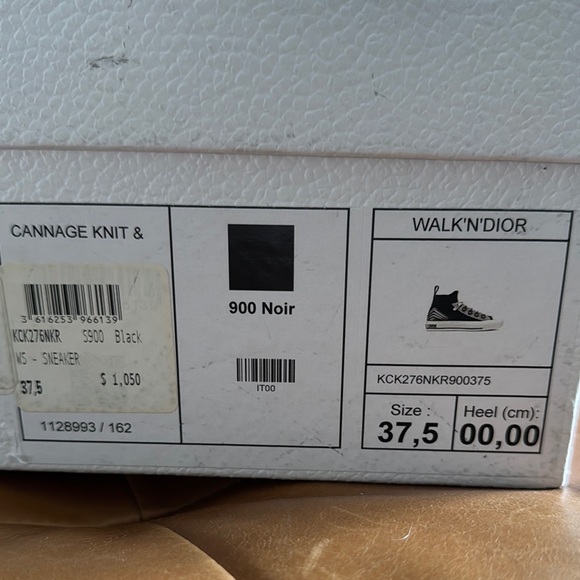 CANNAGE KNIT &
3 616253 966139
KCK276NKR S900 Black
WS - SNEAKER
37,5 $ 1,050
1128993 / 162
900 Noir
IT00
WALK'N'DIOR
KCK276NKR900375
Size : Heel (cm):
37,5 00,00